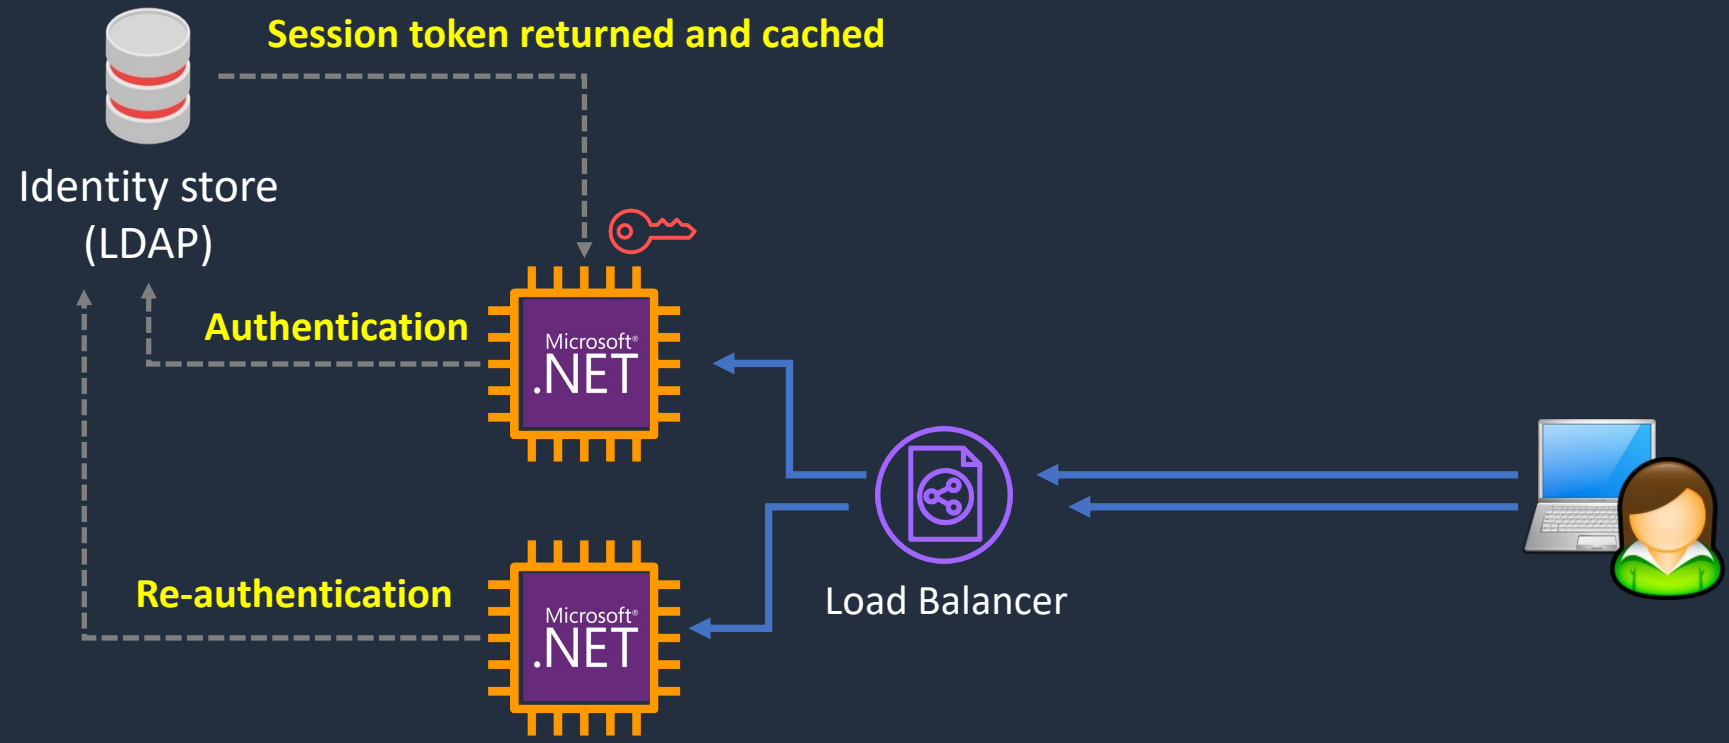 Session token returned and cached
Identity store
(LDAP)
Authentication
Microsoft®
.NET
Re-authentication
Microsoft®
.NET
Load Balancer